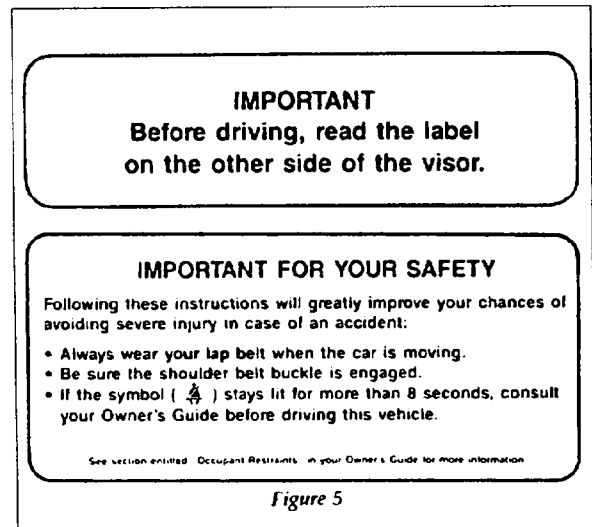 IMPORTANT
Before driving, read the label
on the other side of the visor.
IMPORTANT FOR YOUR SAFETY
Following these instructions will greatly improve your chances of
avoiding severe injury in case of an accident:
• Always wear your lap belt when the car is moving.
• Be sure the shoulder belt buckle is engaged.
• If the symbol ( ) stays lit for more than 8 seconds, consult
your Owner's Guide before driving this vehicle.
See section entitled Occupant Restraints in your Owner's Guide for more information
Figure 5